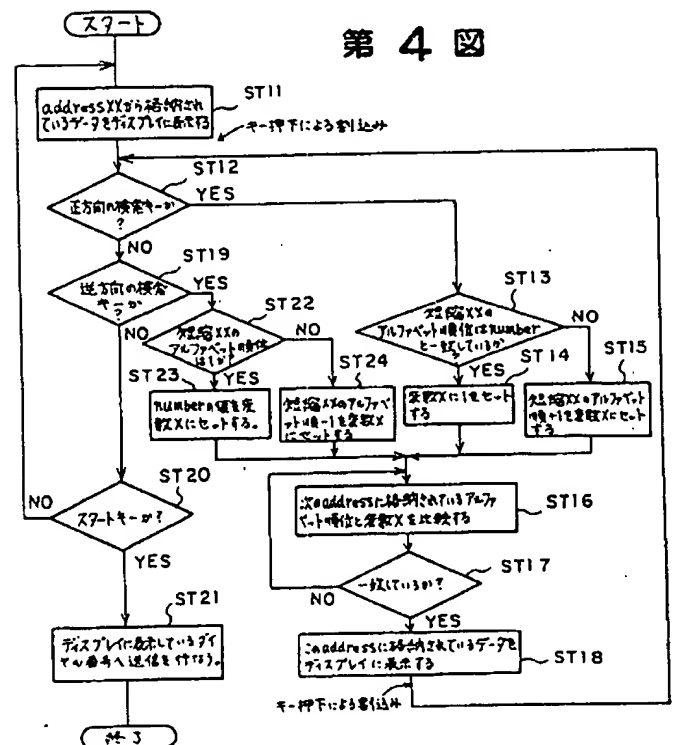 第4図
スタート
ST11
addressXXから格納され
ているデータをディスプレイに表示する
キー押下による割込み
ST12
正方向の検索キーか
?
YES
NO
ST19
逆方向の検索
キー?か
YES
NO
ST22
短縮XXの
アルファベット順位
は1か?
NO
YES
ST13
短縮XXの
アルファベット順位はnumber
と一致しているか
?
NO
YES
ST23
numberの値を変
数Xにセットする。
ST24
短縮XXのアルファベ
ット順-1を変数X
にセットする
ST14
変数Xに1をセット
する
ST15
短縮XXのアルファベット
順+1を変数Xにセット
する
ST16
次のaddressに格納されているアルファ
ベット順位と変数Xを比較する
ST17
一致しているか?
NO
YES
ST18
このaddressに格納されているデータを
ディスプレイに表示する
キー押下による割込み
ST20
スタートキーか?
NO
YES
ST21
ディスプレイに表示しているダイ
ヤル番号へ送信を行なう。
終る